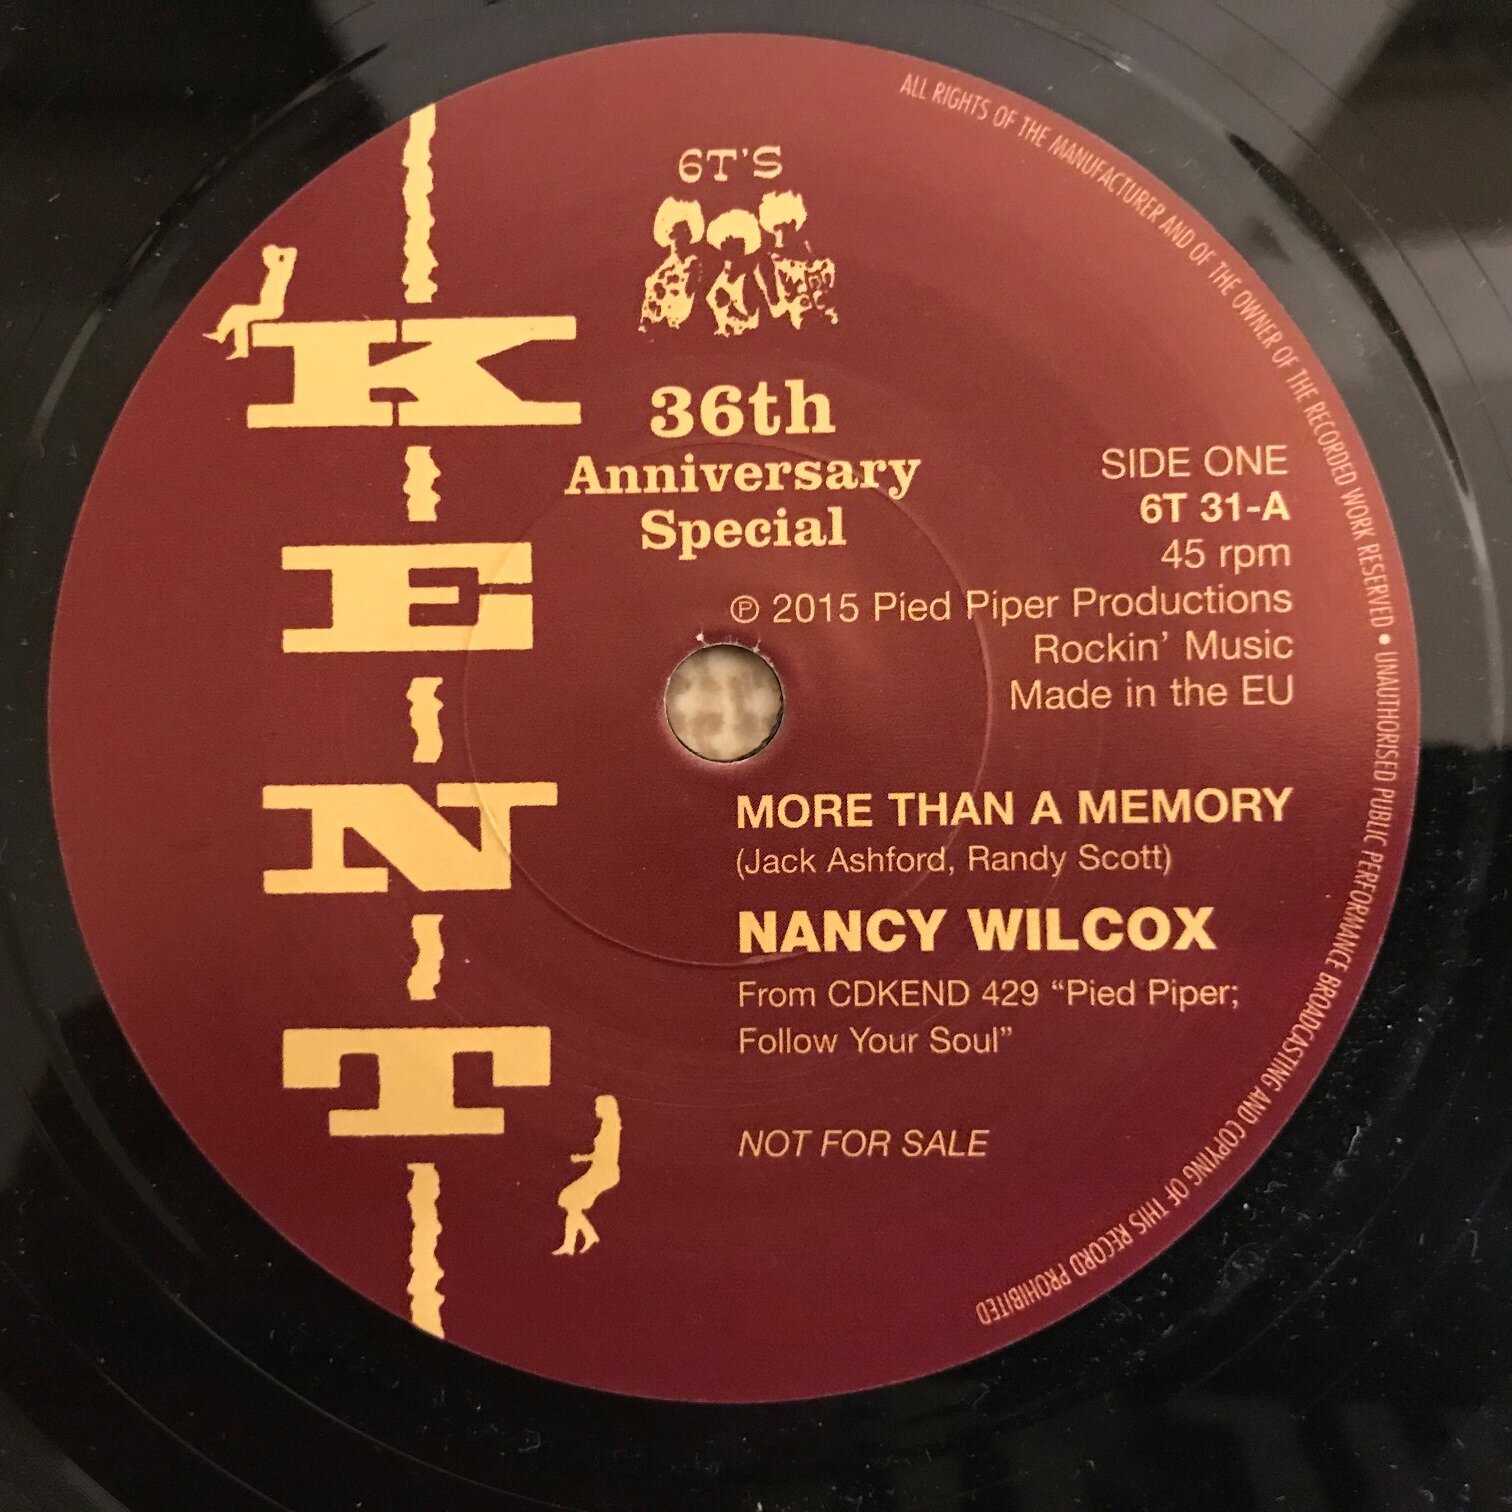 KENT
6T'S
36th
Anniversary
Special
SIDE ONE
6T 31-A
45 rpm
℗ 2015 Pied Piper Productions
Rockin' Music
Made in the EU
MORE THAN A MEMORY
(Jack Ashford, Randy Scott)
NANCY WILCOX
From CDKEND 429 “Pied Piper;
Follow Your Soul”
NOT FOR SALE
ALL RIGHTS OF THE MANUFACTURER AND OF THE OWNER OF THE RECORDED WORK RESERVED • UNAUTHORISED PUBLIC PERFORMANCE BROADCASTING AND COPYING OF THIS RECORD PROHIBITED